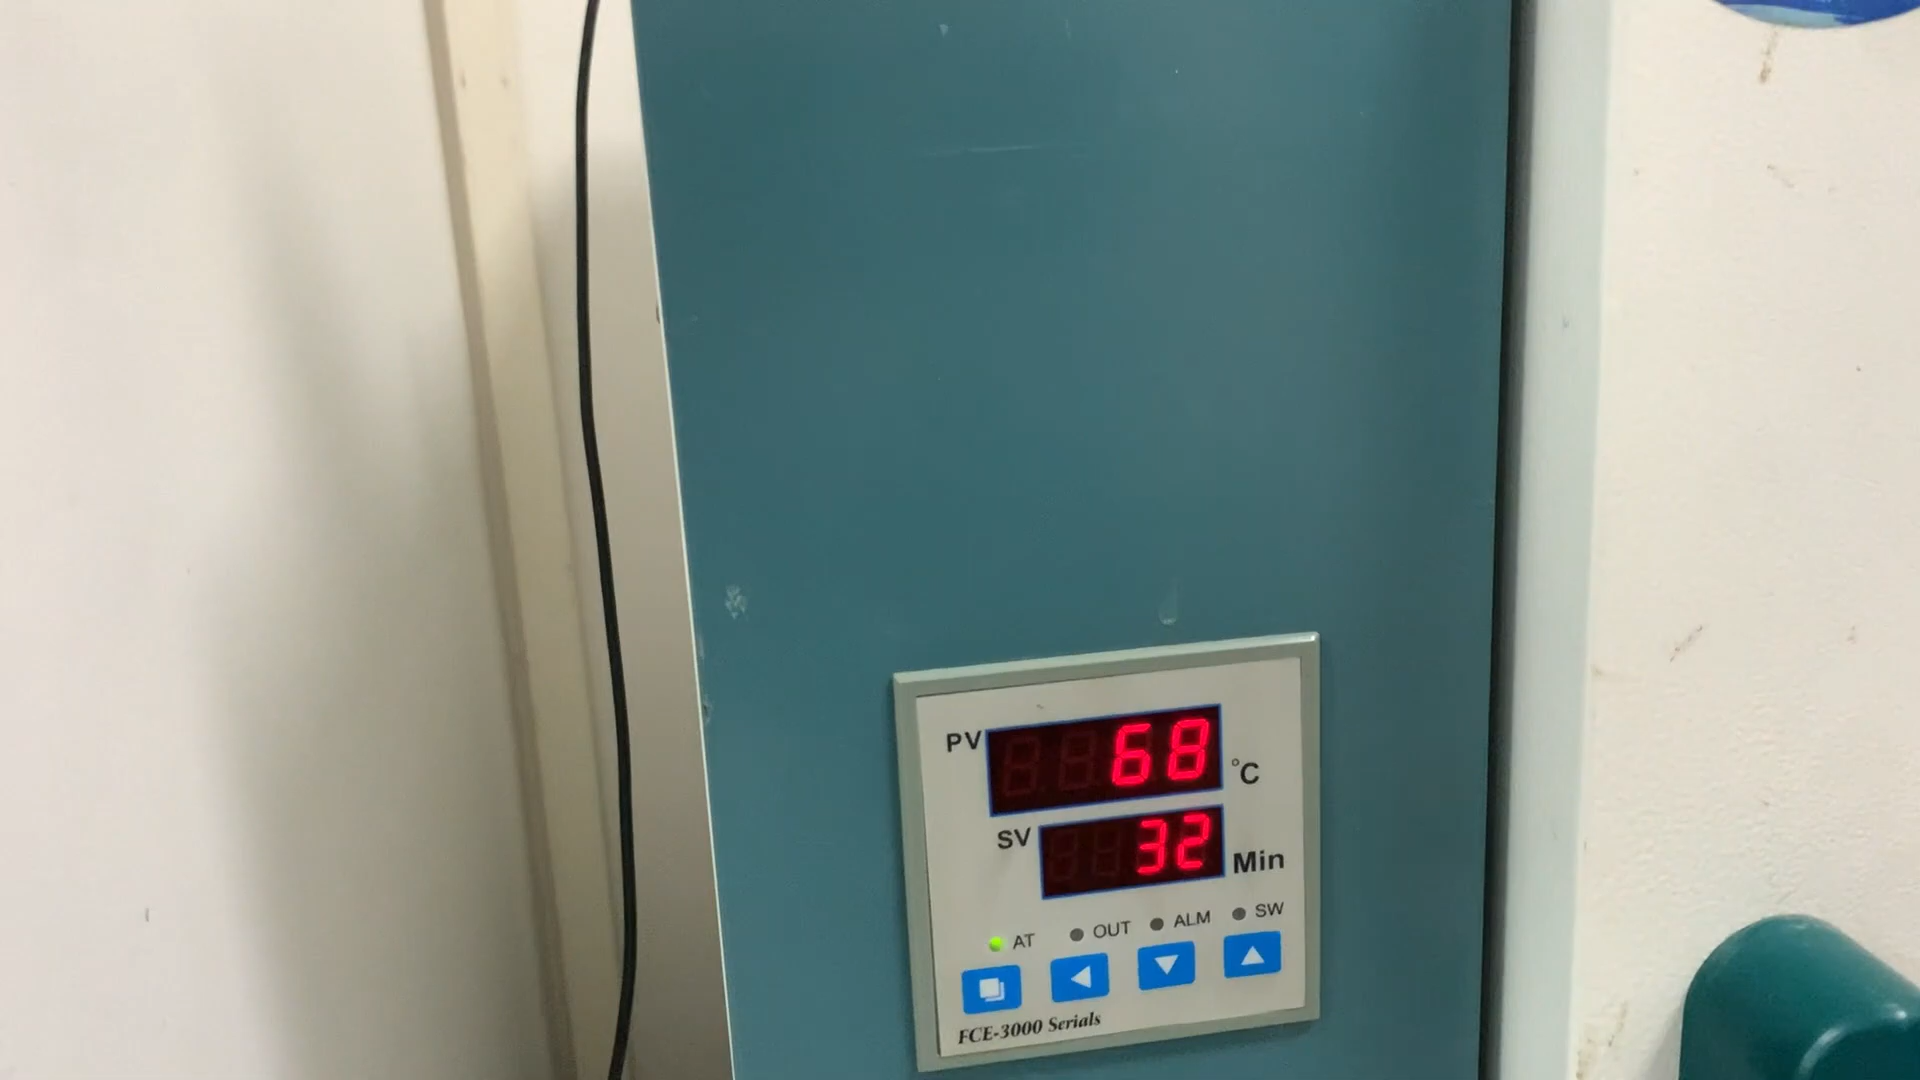 PV 68 °C
SV 32 Min
AT OUT ALM SW
FCE-3000 Serials